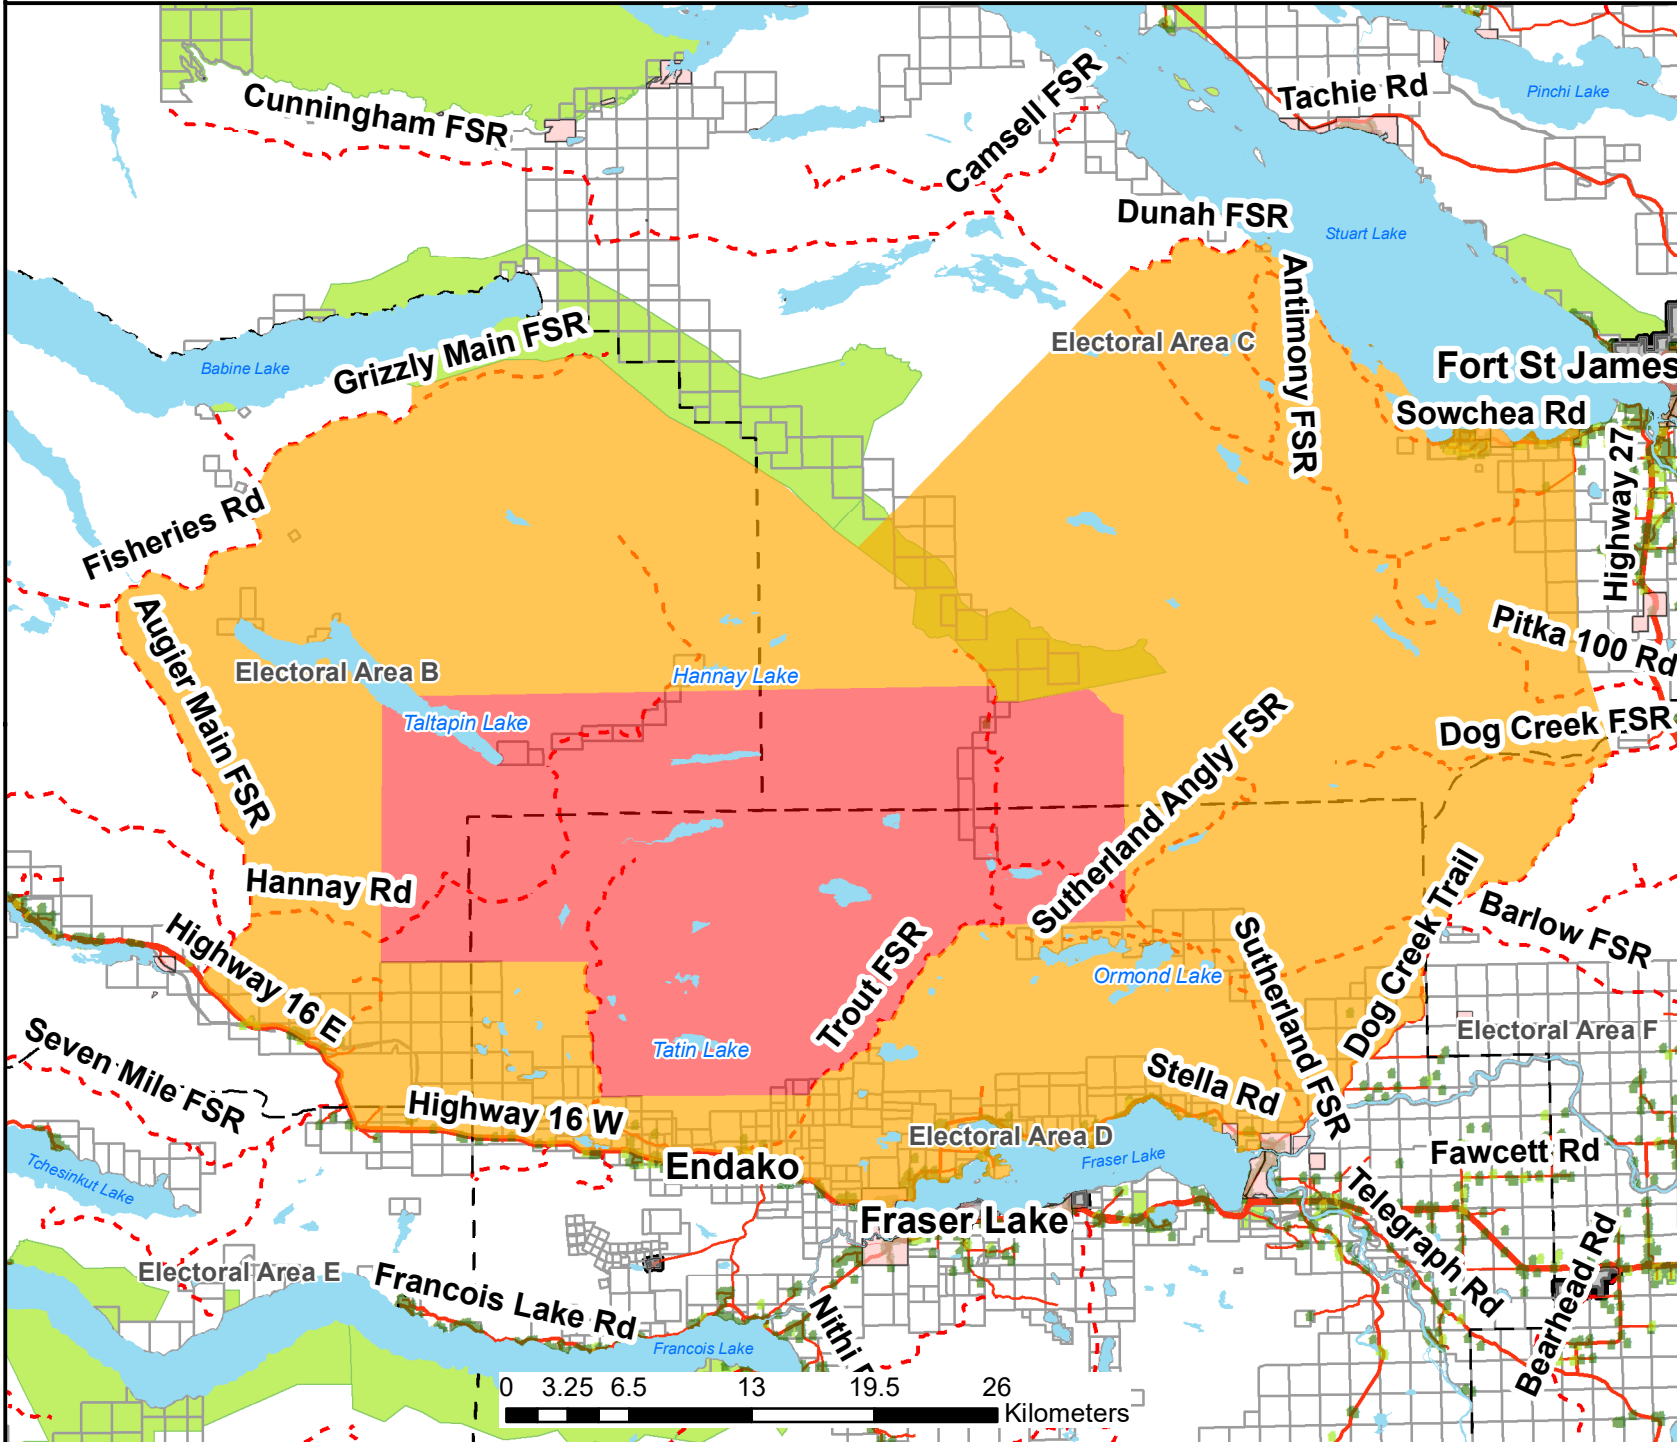 Cunningham FSR
Camsell FSR
Tachie Rd
Pinchi Lake
Dunah FSR
Stuart Lake
Antimony FSR
Electoral Area C
Babine Lake
Grizzly Main FSR
Fort St James
Sowchea Rd
Highway 27
Fisheries Rd
Augier Main FSR
Electoral Area B
Hannay Lake
Taltapin Lake
Pitka 100 Rd
Dog Creek FSR
Sutherland Angly FSR
Hannay Rd
Highway 16 E
Trout FSR
Ormond Lake
Sutherland FSR
Dog Creek Trail
Barlow FSR
Electoral Area F
Seven Mile FSR
Tatin Lake
Stella Rd
Highway 16 W
Electoral Area D
Fraser Lake
Fawcett Rd
Endako
Tchesinkut Lake
Fraser Lake
Telegraph Rd
Bearhead Rd
Electoral Area E
Francois Lake Rd
Nithi
Francois Lake
0 3.25 6.5 13 19.5 26
Kilometers